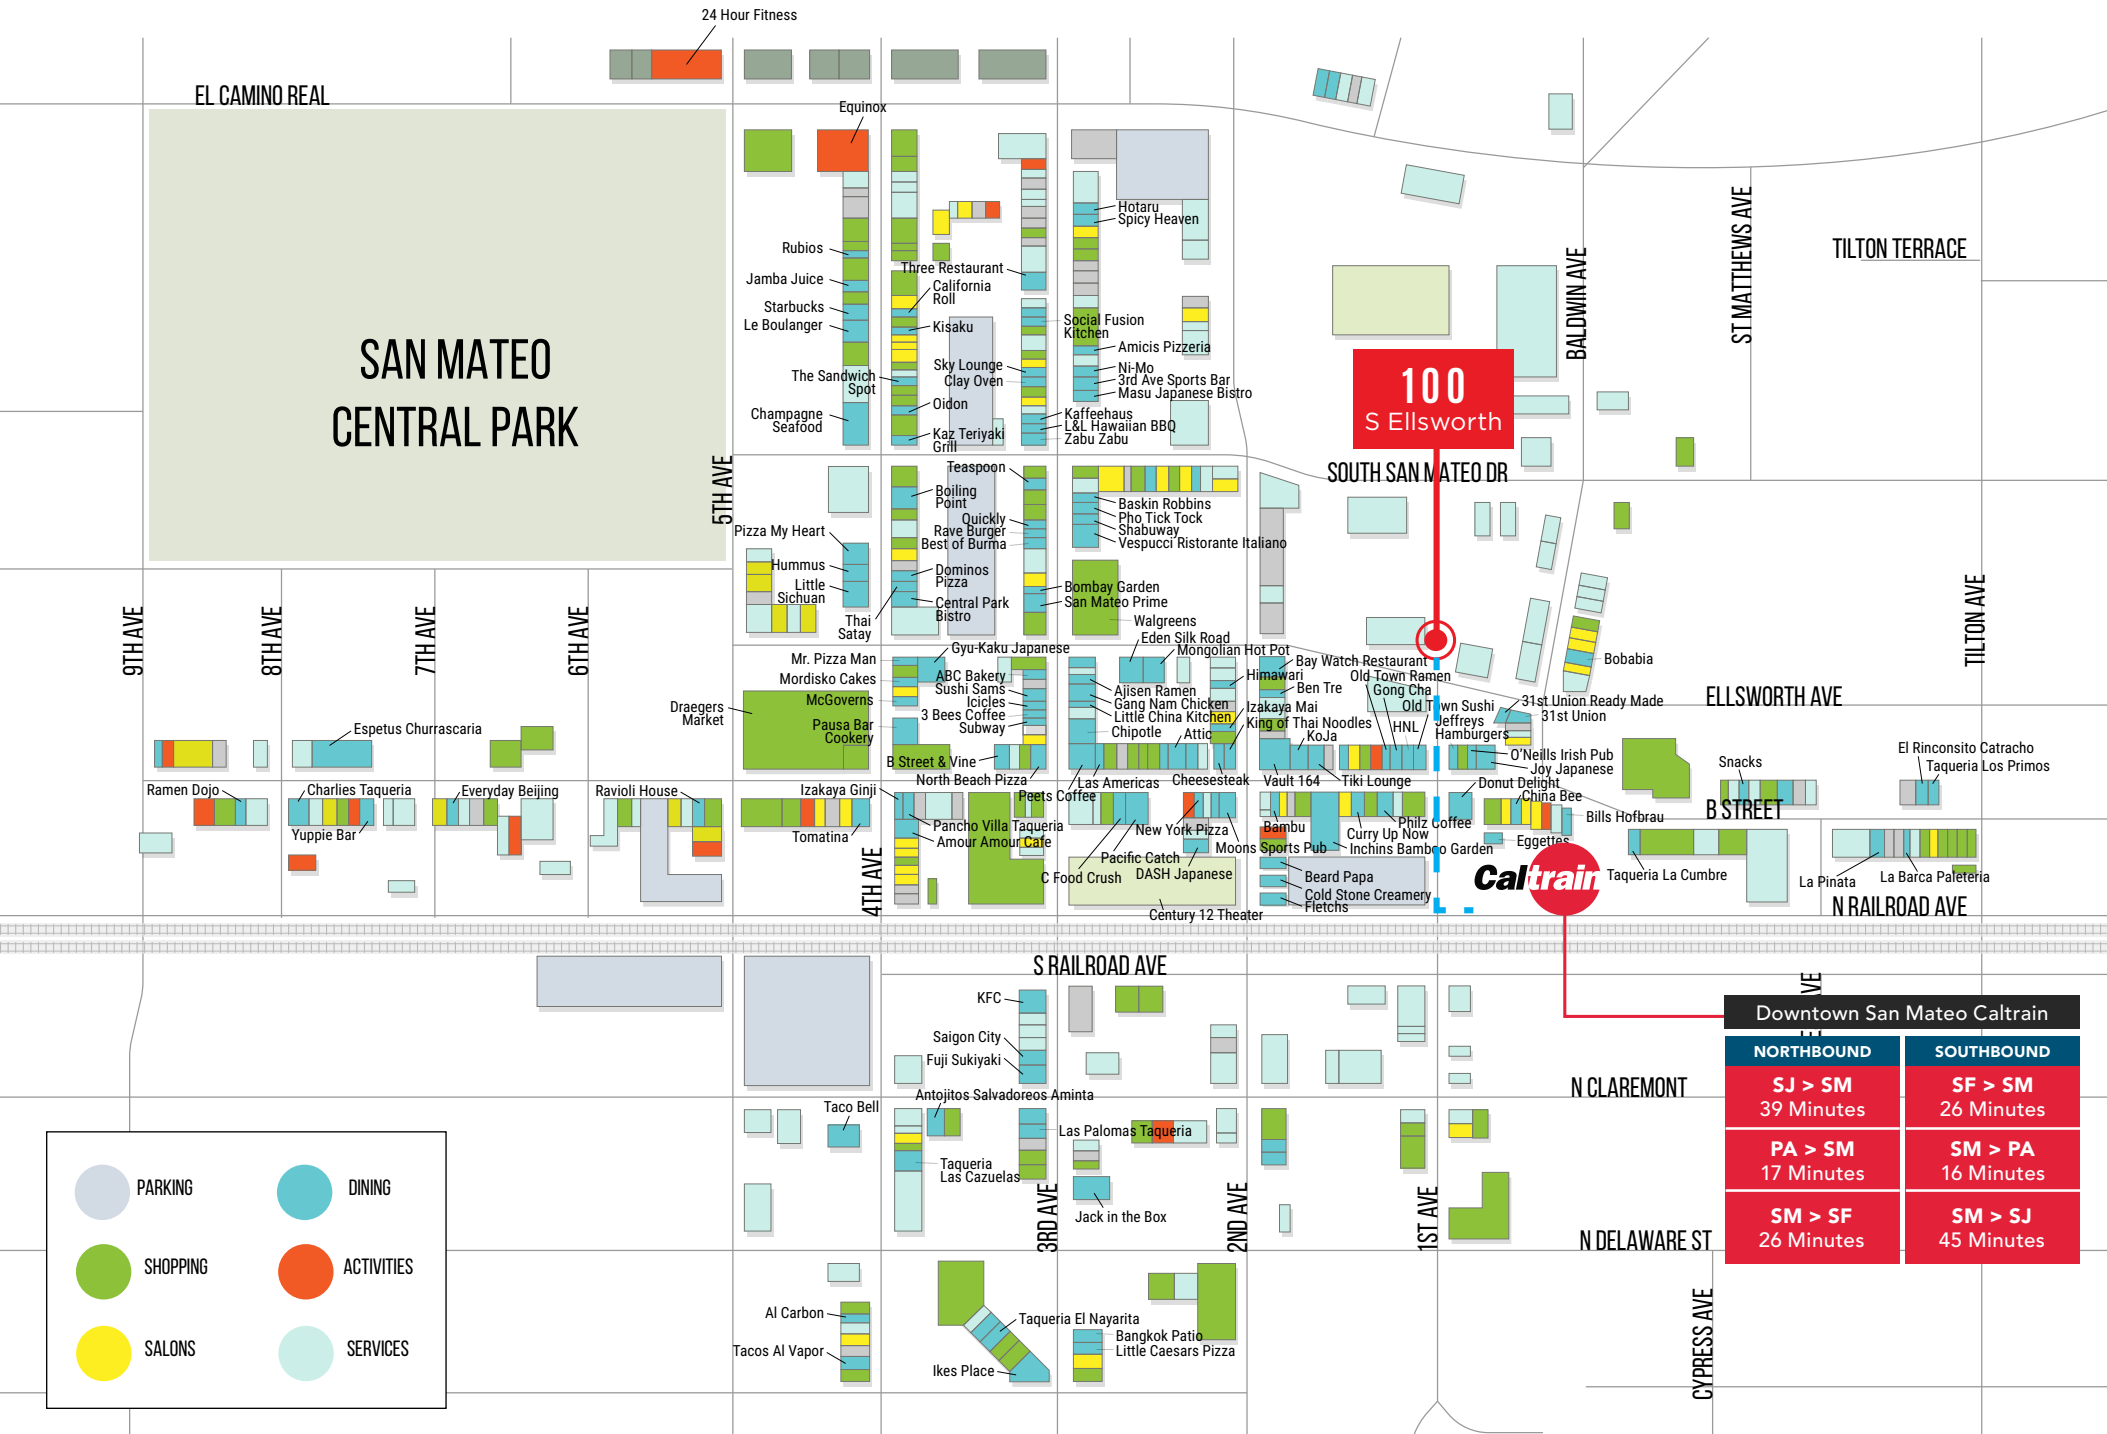 24 Hour Fitness
EL CAMINO REAL
Equinox
SAN MATEO
CENTRAL PARK
Rubios
Jamba Juice
Starbucks
Le Boulanger
The Sandwich
Spot
Champagne
Seafood
Three Restaurant
California
Roll
Kisaku
Sky Lounge
Clay Oven
Oidon
Kaz Teriyaki
Grill
Hotaru
Spicy Heaven
Social Fusion
Kitchen
Amicis Pizzeria
Ni-Mo
3rd Ave Sports Bar
Masu Japanese Bistro
Kaffeehaus
L&L Hawaiian BBQ
Zabu Zabu
BALDWIN AVE
ST MATTHEWS AVE
TILTON TERRACE
100
S Ellsworth
SOUTH SAN MATEO DR
5TH AVE
Teaspoon
Boiling
Point
Quickly
Rave Burger
Best of Burma
Pizza My Heart
Hummus
Little
Sichuan
Thai
Satay
Dominos
Pizza
Central Park
Bistro
Baskin Robbins
Pho Tick Tock
Shabuway
Vespucci Ristorante Italiano
Bombay Garden
San Mateo Prime
Walgreens
9TH AVE
8TH AVE
7TH AVE
6TH AVE
TILTON AVE
Bobabia
ELLSWORTH AVE
Gyu-Kaku Japanese
Mr. Pizza Man
Mordisko Cakes
McGoverns
Draegers
Market
Pausa Bar
Cookery
ABC Bakery
Sushi Sams
Icicles
3 Bees Coffee
Subway
B Street & Vine
North Beach Pizza
Eden Silk Road
Mongolian Hot Pot
Himawari
Ajisen Ramen
Gang Nam Chicken
Little China Kitchen
Chipotle
Izakaya Mai
King of Thai Noodles
Attic
KoJa
Bay Watch Restaurant
Old Town Ramen
Ben Tre
Gong Cha
Old Town Sushi
HNL
Jeffreys
Hamburgers
31st Union Ready Made
31st Union
O'Neills Irish Pub
Joy Japanese
Espetus Churrascaria
Ramen Dojo
Charlies Taqueria
Yuppie Bar
Everyday Beijing
Ravioli House
Izakaya Ginji
Tomatina
Peets Coffee
Las Americas
Cheesesteak
Vault 164
Tiki Lounge
Donut Delight
China Bee
Bills Hofbrau
Eggettes
Snacks
El Rinconsito Catracho
Taqueria Los Primos
B STREET
Pancho Villa Taqueria
Amour Amour Cafe
New York Pizza
Pacific Catch
C Food Crush
DASH Japanese
Moons Sports Pub
Bambu
Curry Up Now
Philz Coffee
Inchins Bamboo Garden
Beard Papa
Cold Stone Creamery
Fletchs
Century 12 Theater
4TH AVE
Caltrain
Taqueria La Cumbre
La Pinata
La Barca Paleteria
N RAILROAD AVE
S RAILROAD AVE
KFC
Saigon City
Fuji Sukiyaki
Antojitos Salvadoreos Aminta
Taco Bell
Las Palomas Taqueria
Taqueria
Las Cazuelas
Jack in the Box
3RD AVE
2ND AVE
1ST AVE
N CLAREMONT
N DELAWARE ST
CYPRESS AVE
AVE
Al Carbon
Tacos Al Vapor
Taqueria El Nayarita
Bangkok Patio
Little Caesars Pizza
Ikes Place
Downtown San Mateo Caltrain
NORTHBOUND
SOUTHBOUND
SJ > SM
39 Minutes
SF > SM
26 Minutes
PA > SM
17 Minutes
SM > PA
16 Minutes
SM > SF
26 Minutes
SM > SJ
45 Minutes
PARKING
DINING
SHOPPING
ACTIVITIES
SALONS
SERVICES